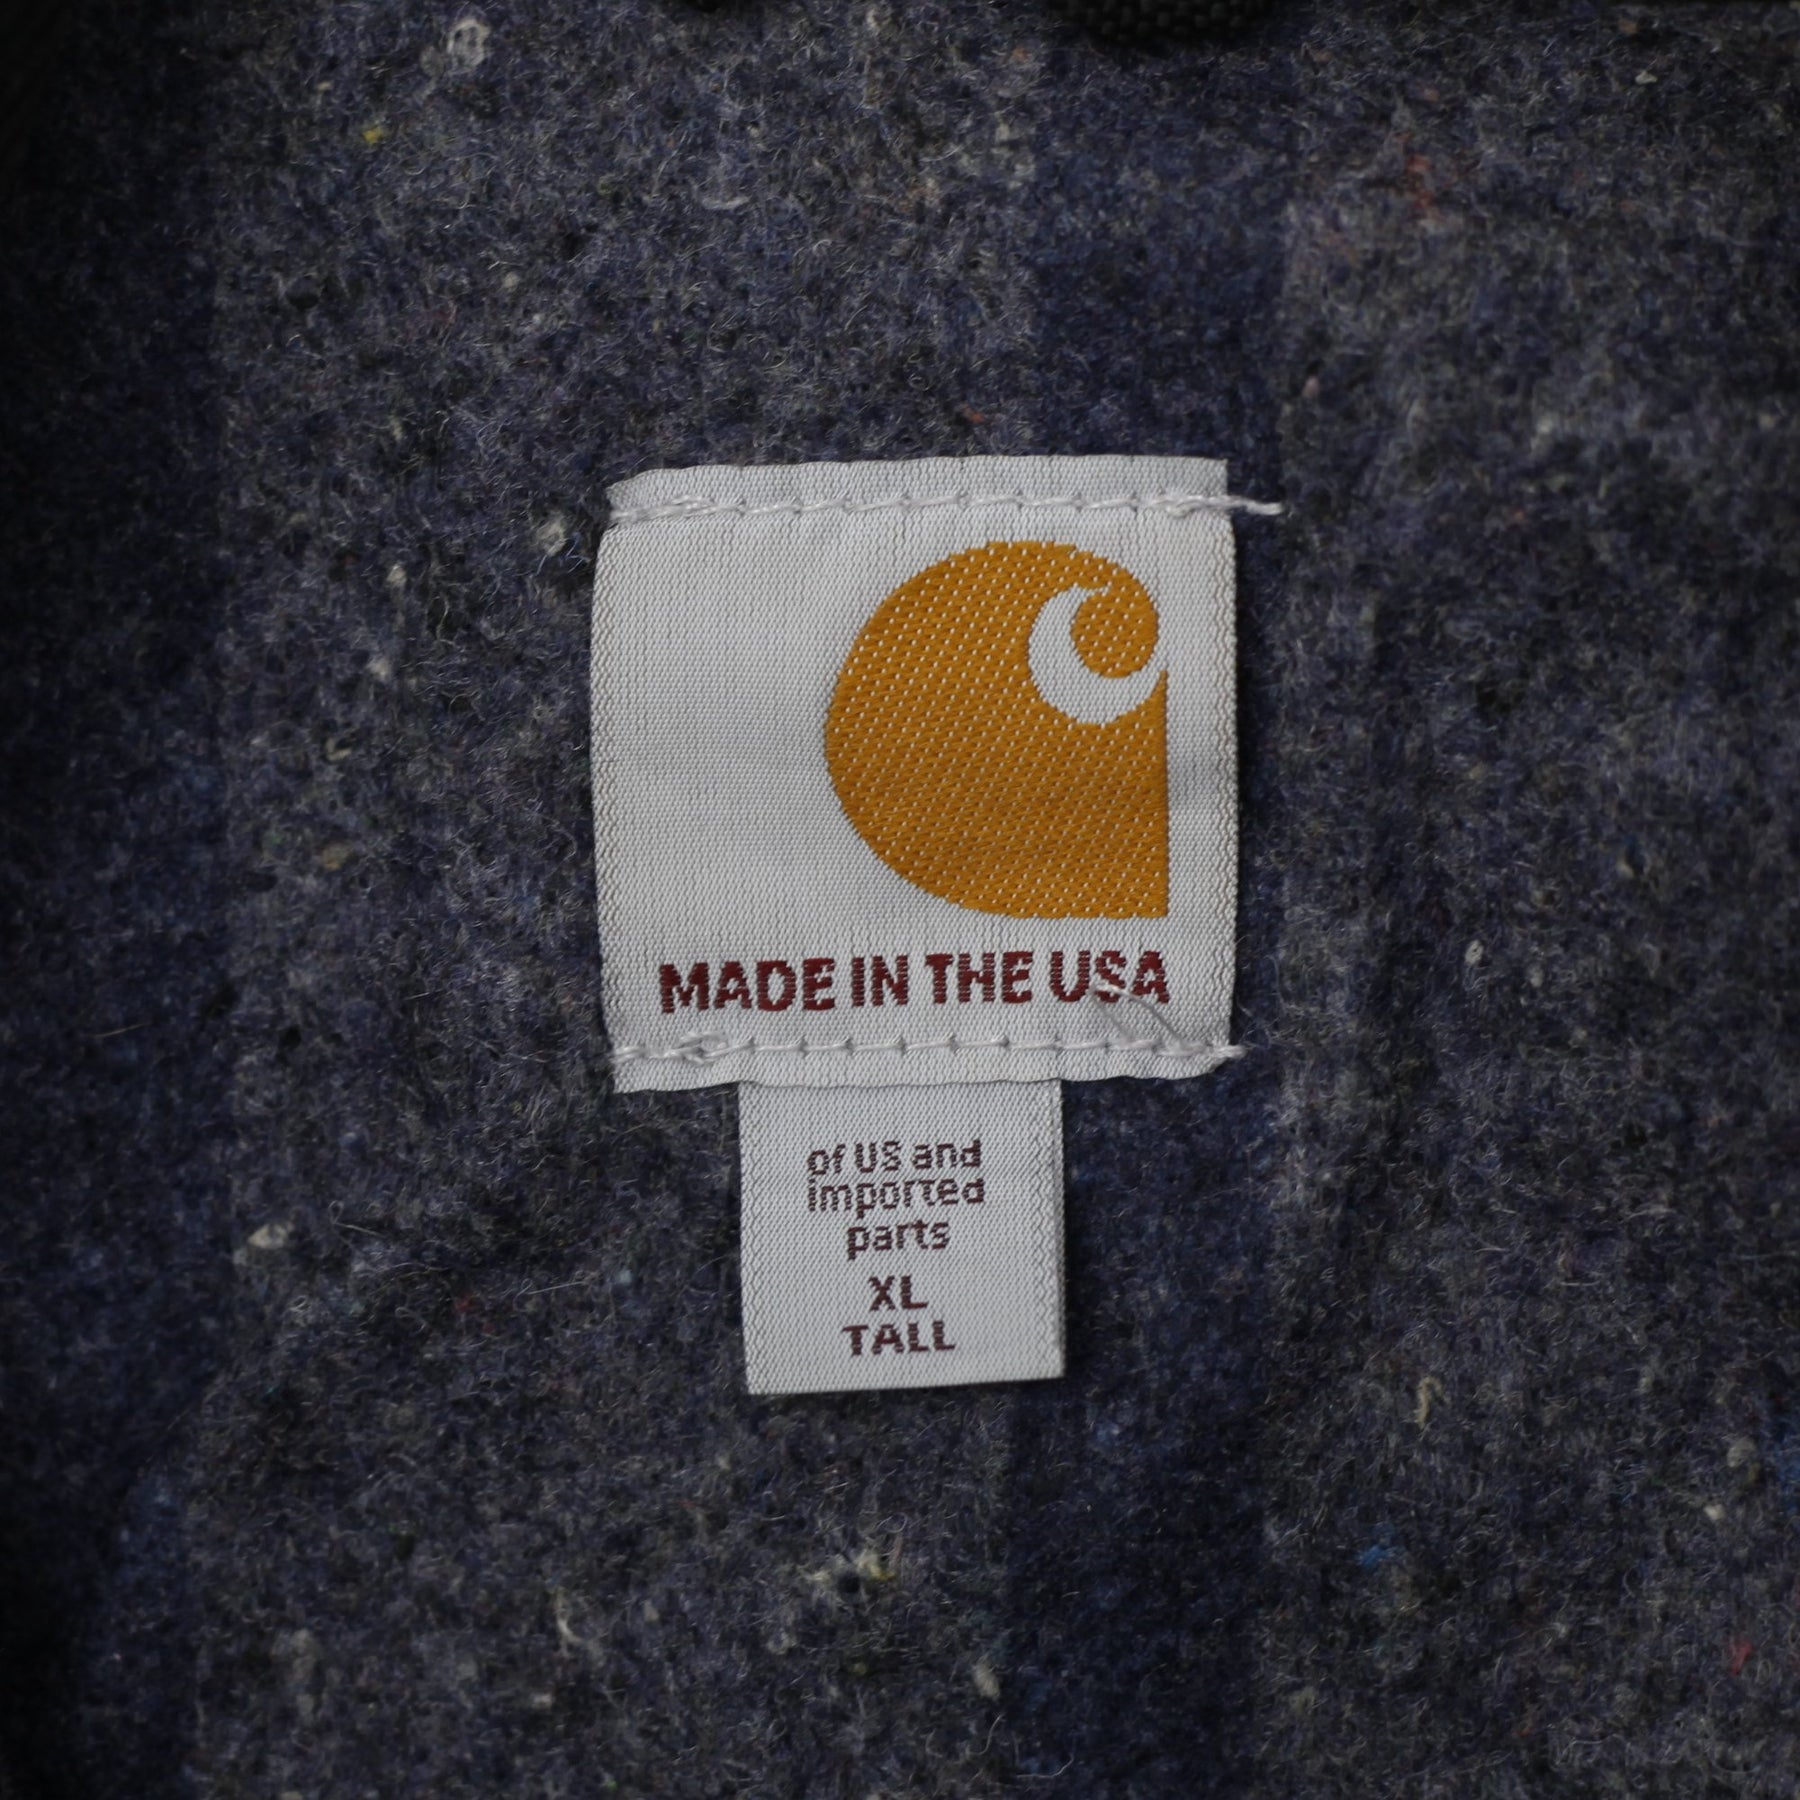 MADE IN THE USA
of US and
imported
parts
XL
TALL